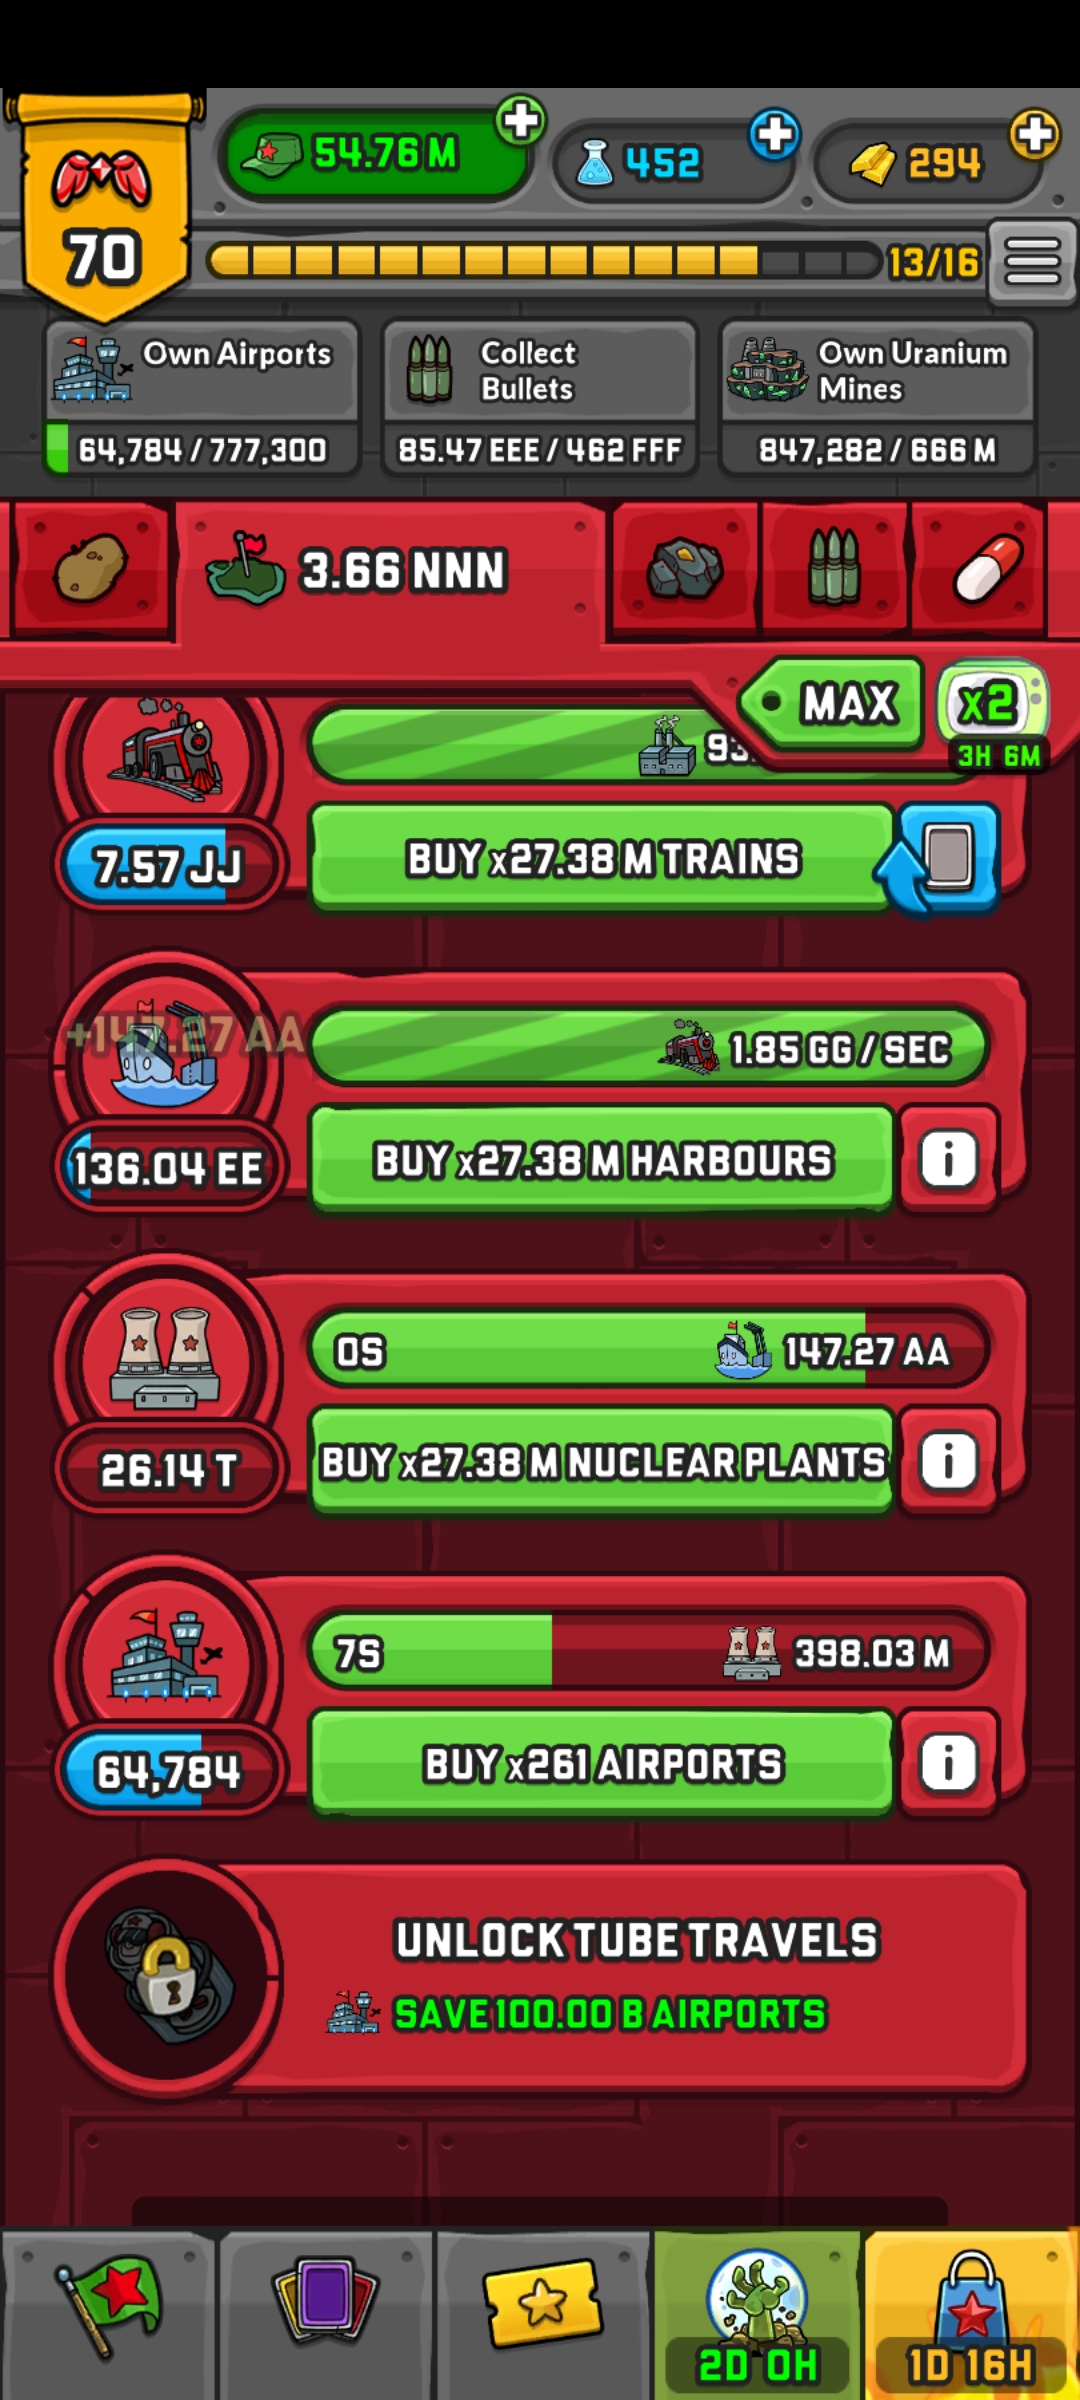 54.76 M
452
294
70
13/16
Own Airports
64,784 / 777,300
Collect
Bullets
85.47 EEE / 462 FFF
Own Uranium
Mines
847,282 / 666 M
3.66 NNN
MAX
x2
3H 6M
93.
7.57 JJ
BUY x27.38 M TRAINS
+147.27 AA
1.85 GG / SEC
136.04 EE
BUY x27.38 M HARBOURS
i
0S
147.27 AA
26.14 T
BUY x27.38 M NUCLEAR PLANTS
i
7S
398.03 M
64,784
BUY x261 AIRPORTS
i
UNLOCK TUBE TRAVELS
SAVE 100.00 B AIRPORTS
2D 0H
1D 16H